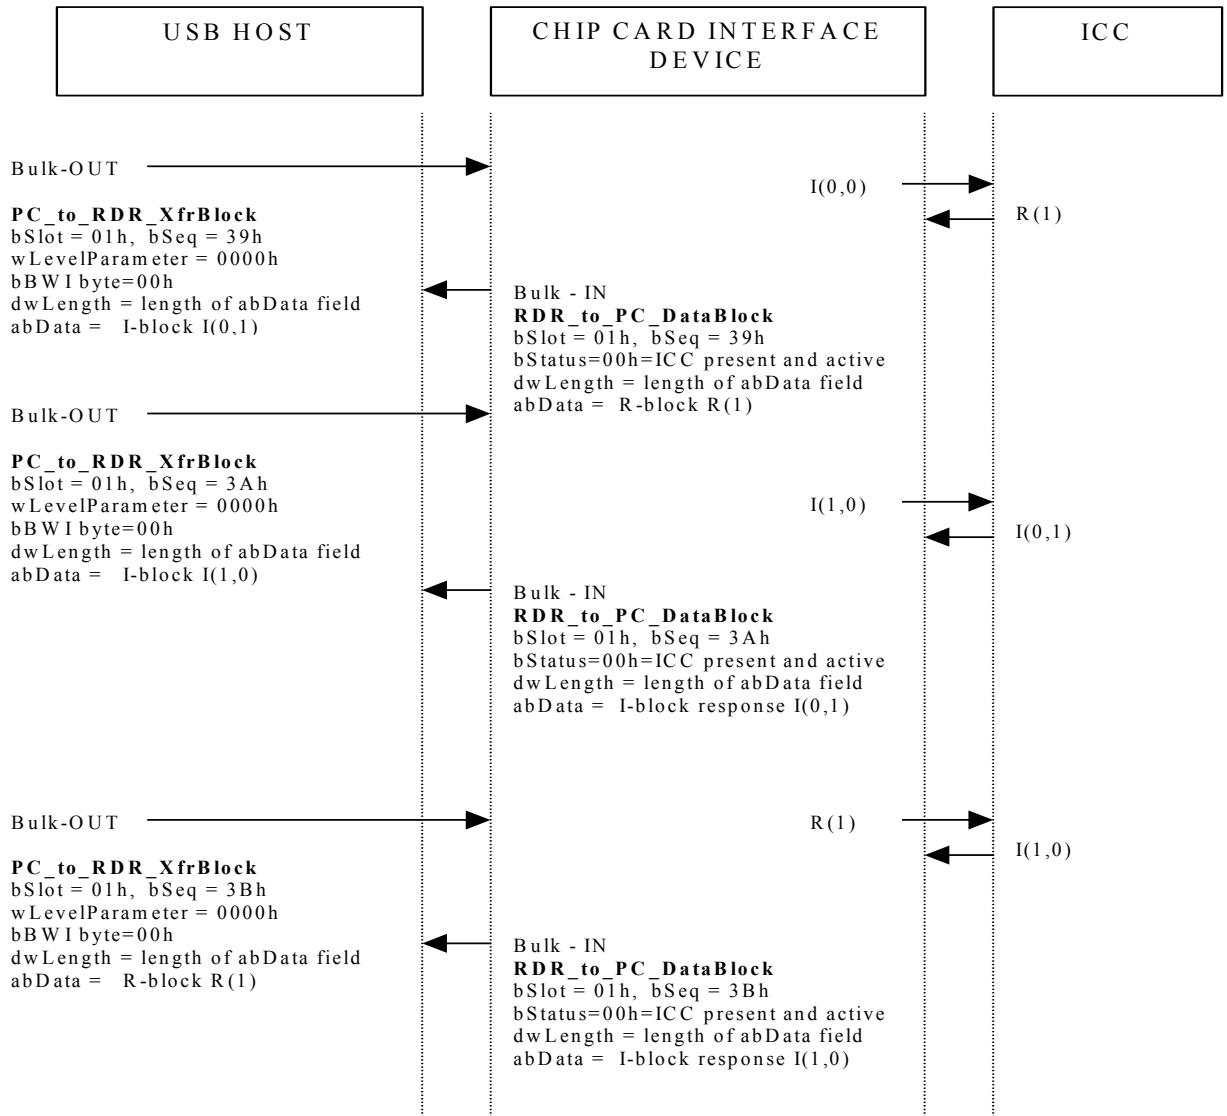 USB HOST
CHIP CARD INTERFACE
DEVICE
ICC
Bulk-OUT
I(0,0)
R(1)
PC_to_RDR_XfrBlock
bSlot = 01h, bSeq = 39h
wLevelParameter = 0000h
bBWI byte=00h
dwLength = length of abData field
abData = I-block I(0,1)
Bulk - IN
RDR_to_PC_DataBlock
bSlot = 01h, bSeq = 39h
bStatus=00h=ICC present and active
dwLength = length of abData field
abData = R-block R(1)
Bulk-OUT
PC_to_RDR_XfrBlock
bSlot = 01h, bSeq = 3Ah
wLevelParameter = 0000h
bBWI byte=00h
dwLength = length of abData field
abData = I-block I(1,0)
I(1,0)
I(0,1)
Bulk - IN
RDR_to_PC_DataBlock
bSlot = 01h, bSeq = 3Ah
bStatus=00h=ICC present and active
dwLength = length of abData field
abData = I-block response I(0,1)
Bulk-OUT
R(1)
I(1,0)
PC_to_RDR_XfrBlock
bSlot = 01h, bSeq = 3Bh
wLevelParameter = 0000h
bBWI byte=00h
dwLength = length of abData field
abData = R-block R(1)
Bulk - IN
RDR_to_PC_DataBlock
bSlot = 01h, bSeq = 3Bh
bStatus=00h=ICC present and active
dwLength = length of abData field
abData = I-block response I(1,0)